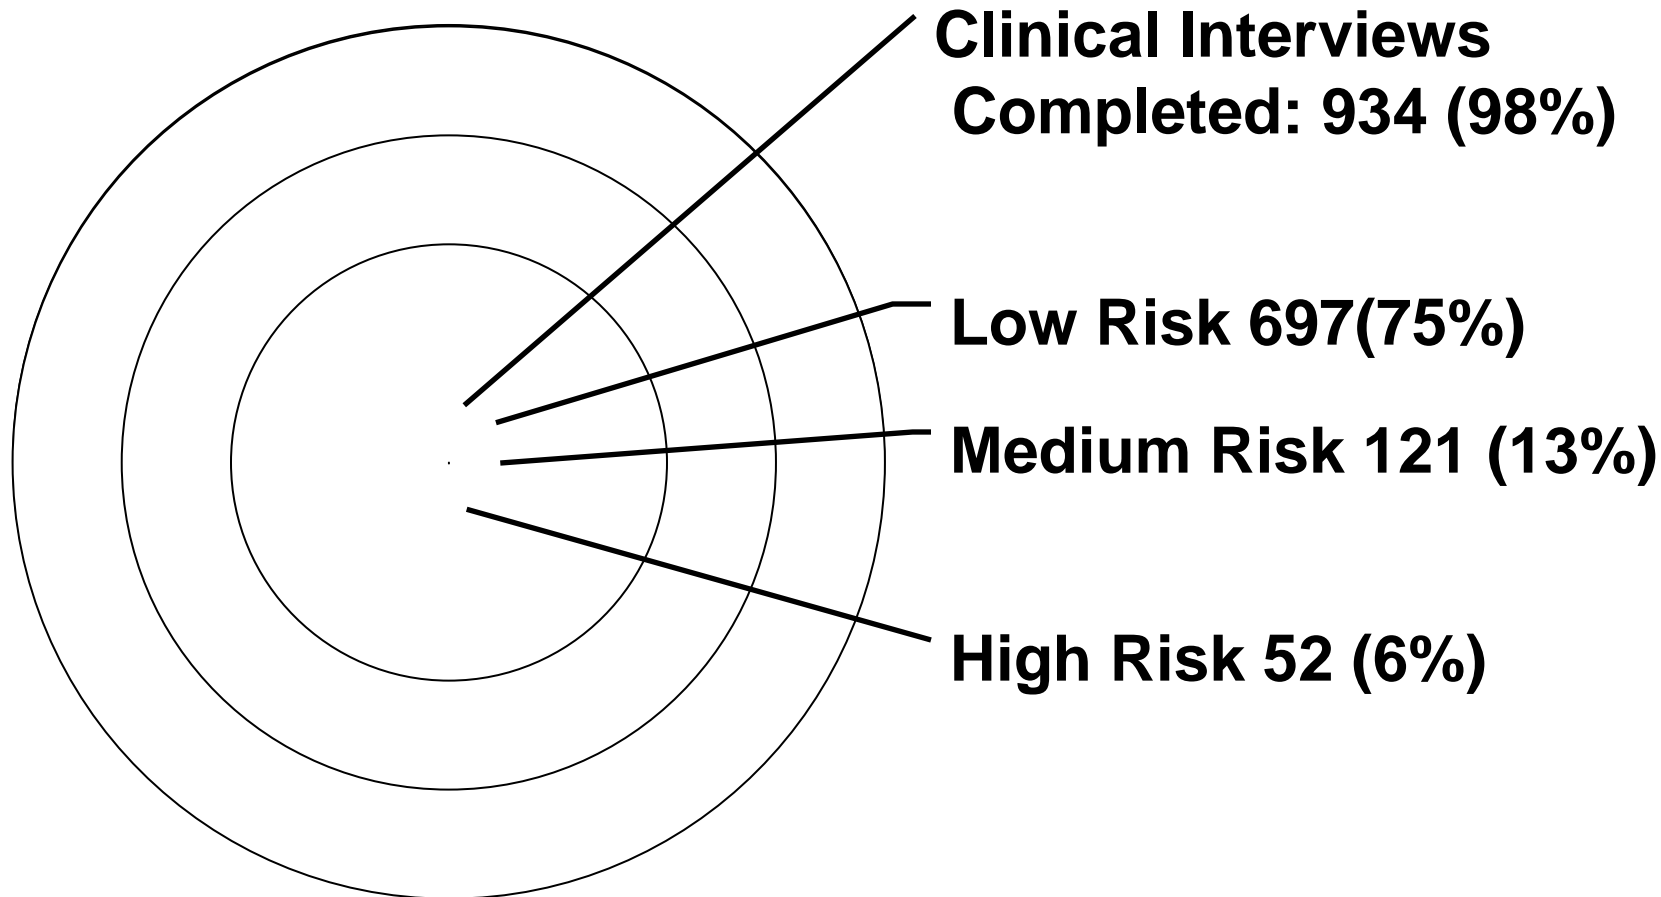 Clinical Interviews
Completed: 934 (98%)
Low Risk 697(75%)
Medium Risk 121 (13%)
High Risk 52 (6%)